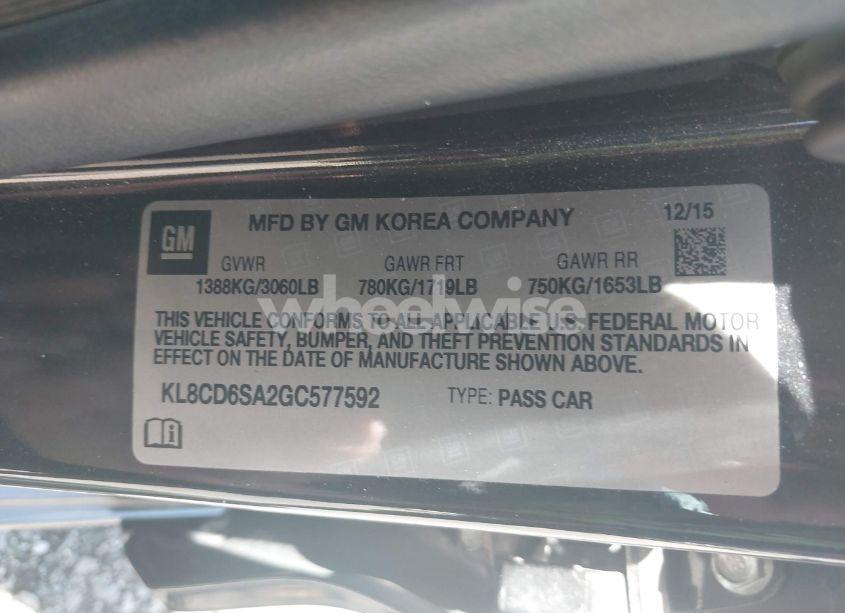 GM
MFD BY GM KOREA COMPANY
12/15
GVWR GAWR FRT GAWR RR
1388KG/3060LB 780KG/1719LB 750KG/1653LB
wheelwise
THIS VEHICLE CONFORMS TO ALL APPLICABLE U.S. FEDERAL MOTOR
VEHICLE SAFETY, BUMPER, AND THEFT PREVENTION STANDARDS IN
EFFECT ON THE DATE OF MANUFACTURE SHOWN ABOVE.
KL8CD6SA2GC577592 TYPE: PASS CAR